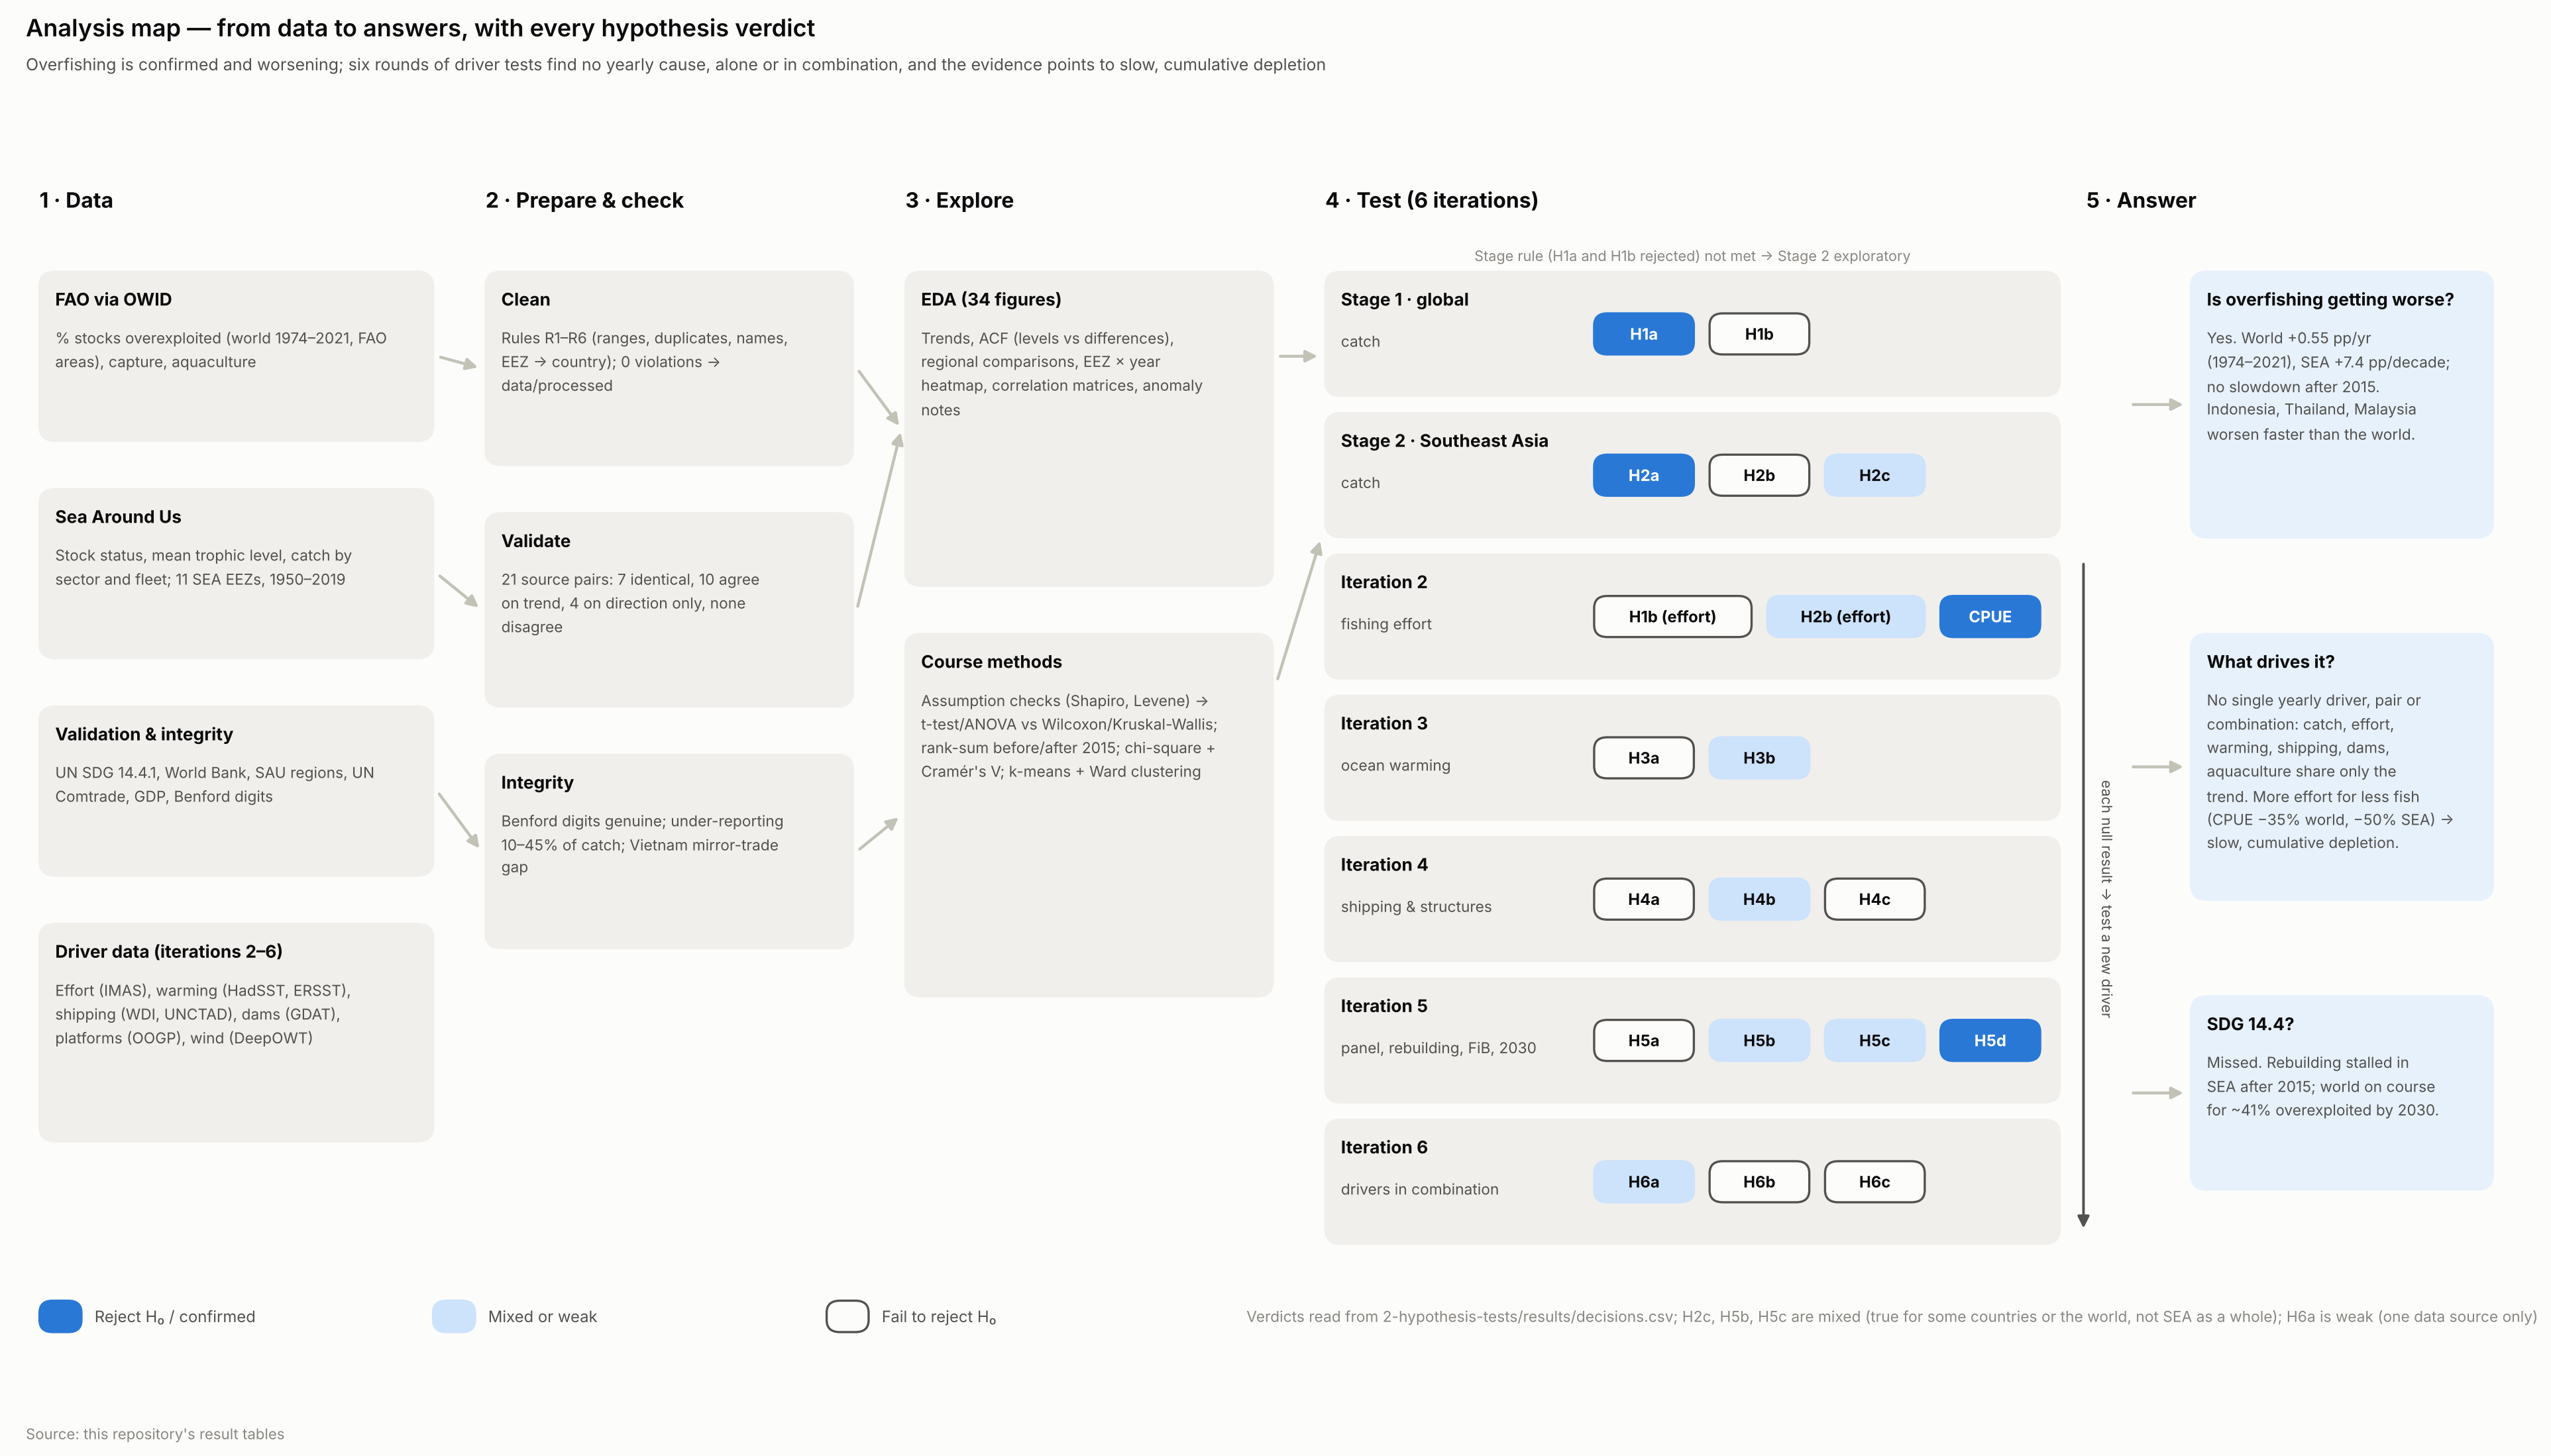 Analysis map — from data to answers, with every hypothesis verdict
Overfishing is confirmed and worsening; six rounds of driver tests find no yearly cause, alone or in combination, and the evidence points to slow, cumulative depletion
1 · Data
FAO via OWID
% stocks overexploited (world 1974–2021, FAO
areas), capture, aquaculture
Sea Around Us
Stock status, mean trophic level, catch by
sector and fleet; 11 SEA EEZs, 1950–2019
Validation & integrity
UN SDG 14.4.1, World Bank, SAU regions, UN
Comtrade, GDP, Benford digits
Driver data (iterations 2–6)
Effort (IMAS), warming (HadSST, ERSST),
shipping (WDI, UNCTAD), dams (GDAT),
platforms (OOGP), wind (DeepOWT)
2 · Prepare & check
Clean
Rules R1–R6 (ranges, duplicates, names,
EEZ → country); 0 violations →
data/processed
Validate
21 source pairs: 7 identical, 10 agree
on trend, 4 on direction only, none
disagree
Integrity
Benford digits genuine; under-reporting
10–45% of catch; Vietnam mirror-trade
gap
3 · Explore
EDA (34 figures)
Trends, ACF (levels vs differences),
regional comparisons, EEZ × year
heatmap, correlation matrices, anomaly
notes
Course methods
Assumption checks (Shapiro, Levene) →
t-test/ANOVA vs Wilcoxon/Kruskal-Wallis;
rank-sum before/after 2015; chi-square +
Cramér's V; k-means + Ward clustering
4 · Test (6 iterations)
Stage rule (H1a and H1b rejected) not met → Stage 2 exploratory
Stage 1 · global
catch
H1a
H1b
Stage 2 · Southeast Asia
catch
H2a
H2b
H2c
Iteration 2
fishing effort
H1b (effort)
H2b (effort)
CPUE
Iteration 3
ocean warming
H3a
H3b
Iteration 4
shipping & structures
H4a
H4b
H4c
Iteration 5
panel, rebuilding, FiB, 2030
H5a
H5b
H5c
H5d
Iteration 6
drivers in combination
H6a
H6b
H6c
each null result → test a new driver
5 · Answer
Is overfishing getting worse?
Yes. World +0.55 pp/yr
(1974–2021), SEA +7.4 pp/decade;
no slowdown after 2015.
Indonesia, Thailand, Malaysia
worsen faster than the world.
What drives it?
No single yearly driver, pair or
combination: catch, effort,
warming, shipping, dams,
aquaculture share only the
trend. More effort for less fish
(CPUE −35% world, −50% SEA) →
slow, cumulative depletion.
SDG 14.4?
Missed. Rebuilding stalled in
SEA after 2015; world on course
for ~41% overexploited by 2030.
Reject H₀ / confirmed
Mixed or weak
Fail to reject H₀
Verdicts read from 2-hypothesis-tests/results/decisions.csv; H2c, H5b, H5c are mixed (true for some countries or the world, not SEA as a whole); H6a is weak (one data source only)
Source: this repository's result tables